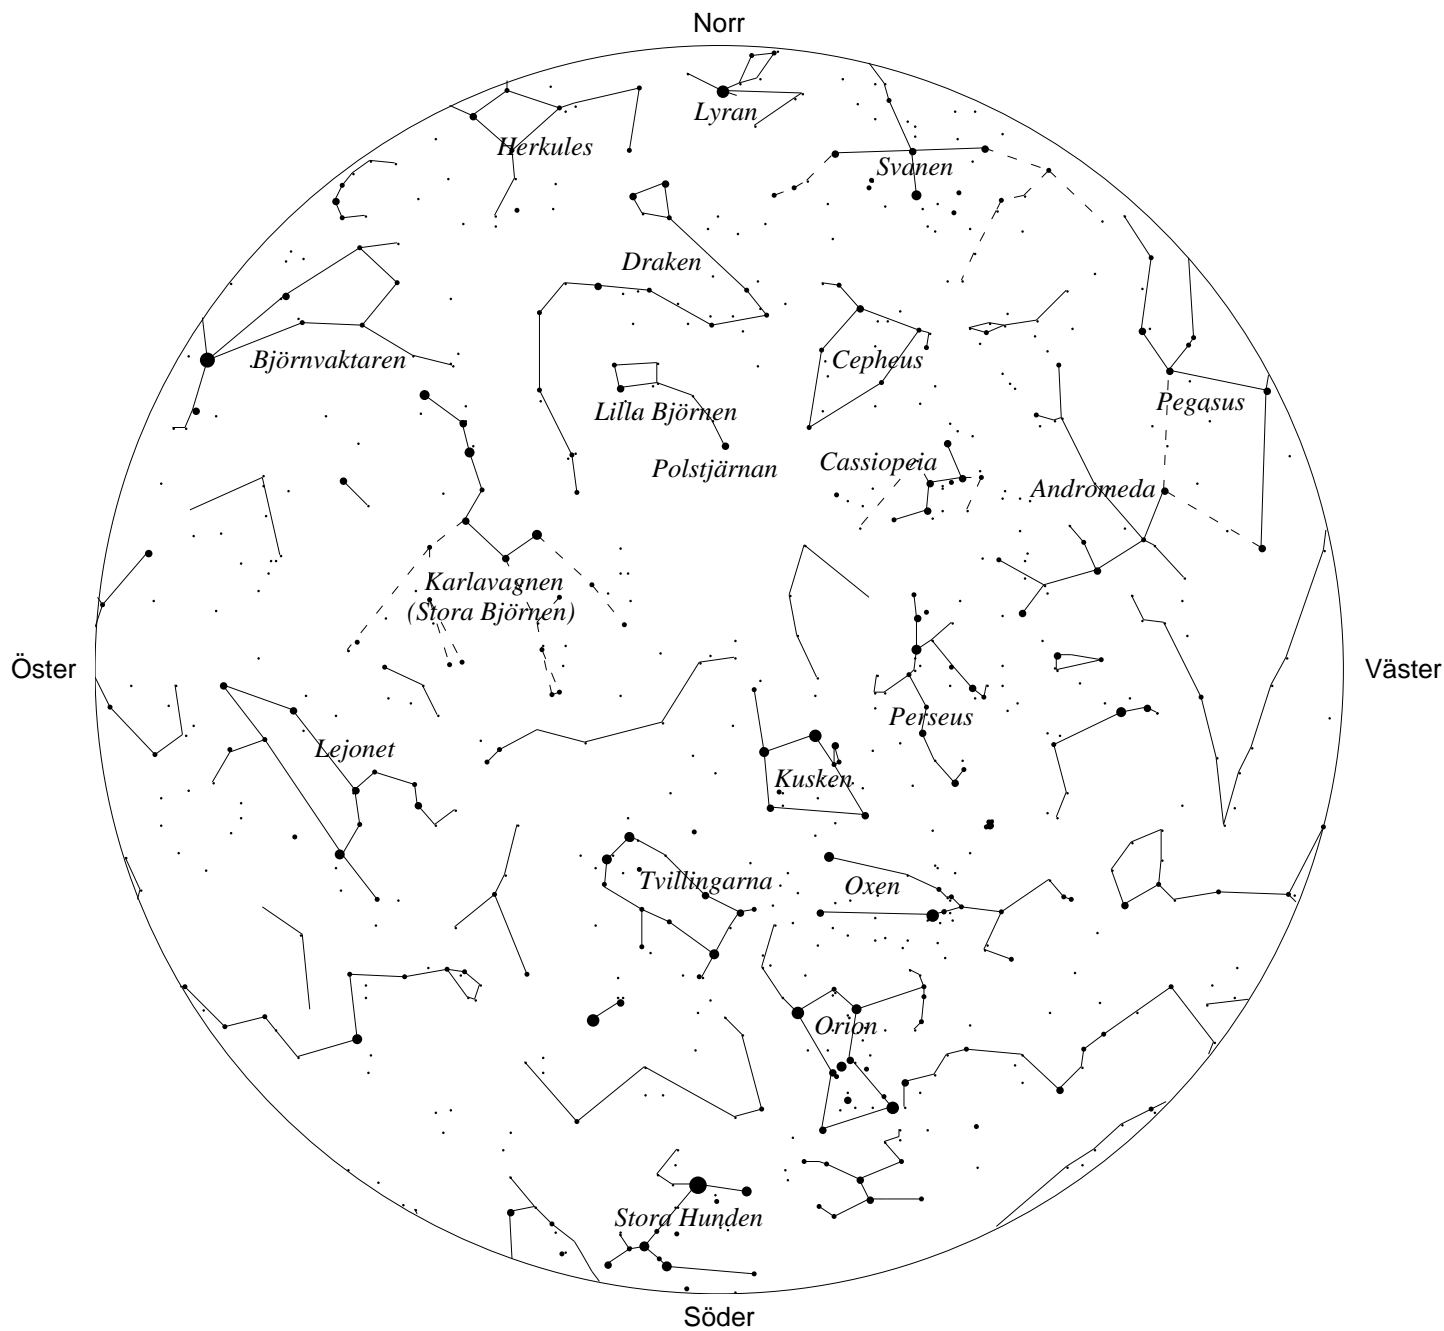 Norr
Lyran
Herkules
Svanen
Draken
Björnvaktaren
Cepheus
Lilla Björnen
Pegasus
Polstjärnan
Cassiopeia
Andromeda
Karlavagnen
(Stora Björnen)
Öster
Väster
Perseus
Lejonet
Kusken
Tvillingarna
Oxen
Orion
Stora Hunden
Söder